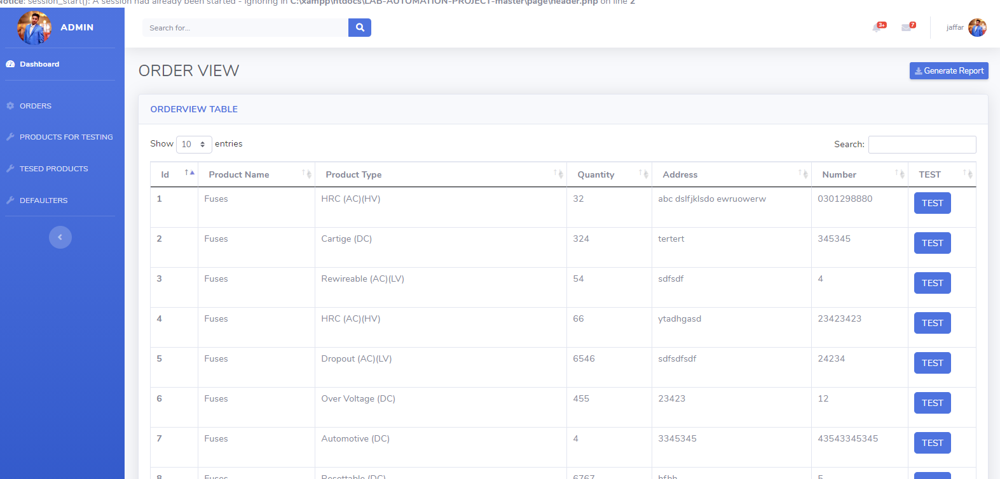 Notice: session_start(): A session had already been started - ignoring in C:\xampp\htdocs\LAB-AUTOMATION-PROJECT-master\page\header.php on line 2
ADMIN
Search for...
3+
7
jaffar
Dashboard
ORDERS
PRODUCTS FOR TESTING
TESED PRODUCTS
DEFAULTERS
ORDER VIEW
Generate Report
ORDERVIEW TABLE
Show 10 entries
Search:
Id Product Name Product Type Quantity Address Number TEST
1 Fuses HRC (AC)(HV) 32 abc dslfjklsdo ewruowerw 0301298880 TEST
2 Fuses Cartige (DC) 324 tertert 345345 TEST
3 Fuses Rewireable (AC)(LV) 54 sdfsdf 4 TEST
4 Fuses HRC (AC)(HV) 66 ytadhgasd 23423423 TEST
5 Fuses Dropout (AC)(LV) 6546 sdfsdfsdf 24234 TEST
6 Fuses Over Voltage (DC) 455 23423 12 TEST
7 Fuses Automotive (DC) 4 3345345 43543345345 TEST
8 Fuses Resettable (DC) 6767